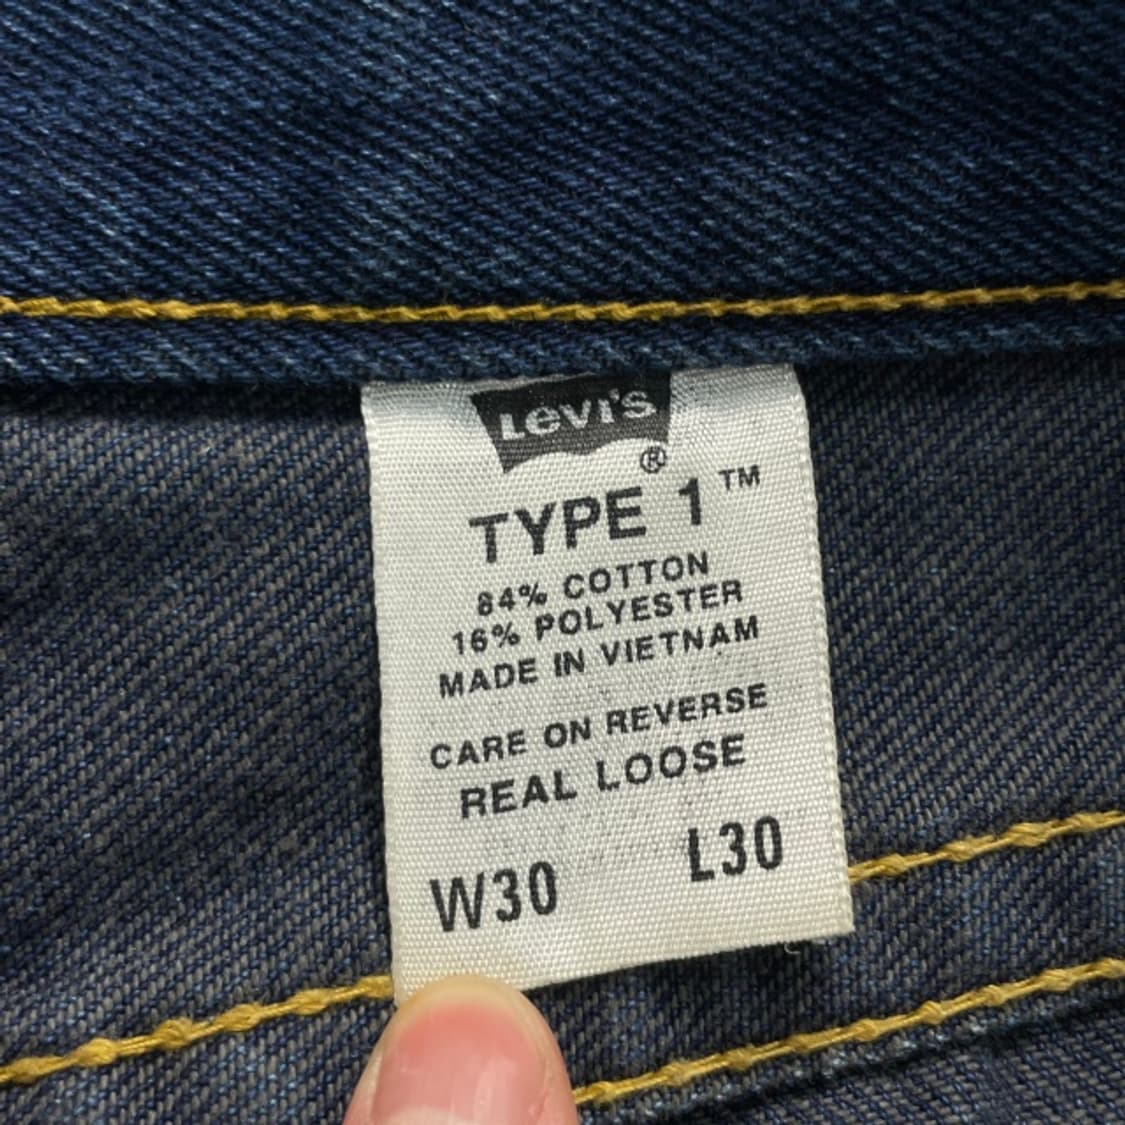 Levi's
®
TYPE 1™
84% COTTON
16% POLYESTER
MADE IN VIETNAM
CARE ON REVERSE
REAL LOOSE
W30 L30